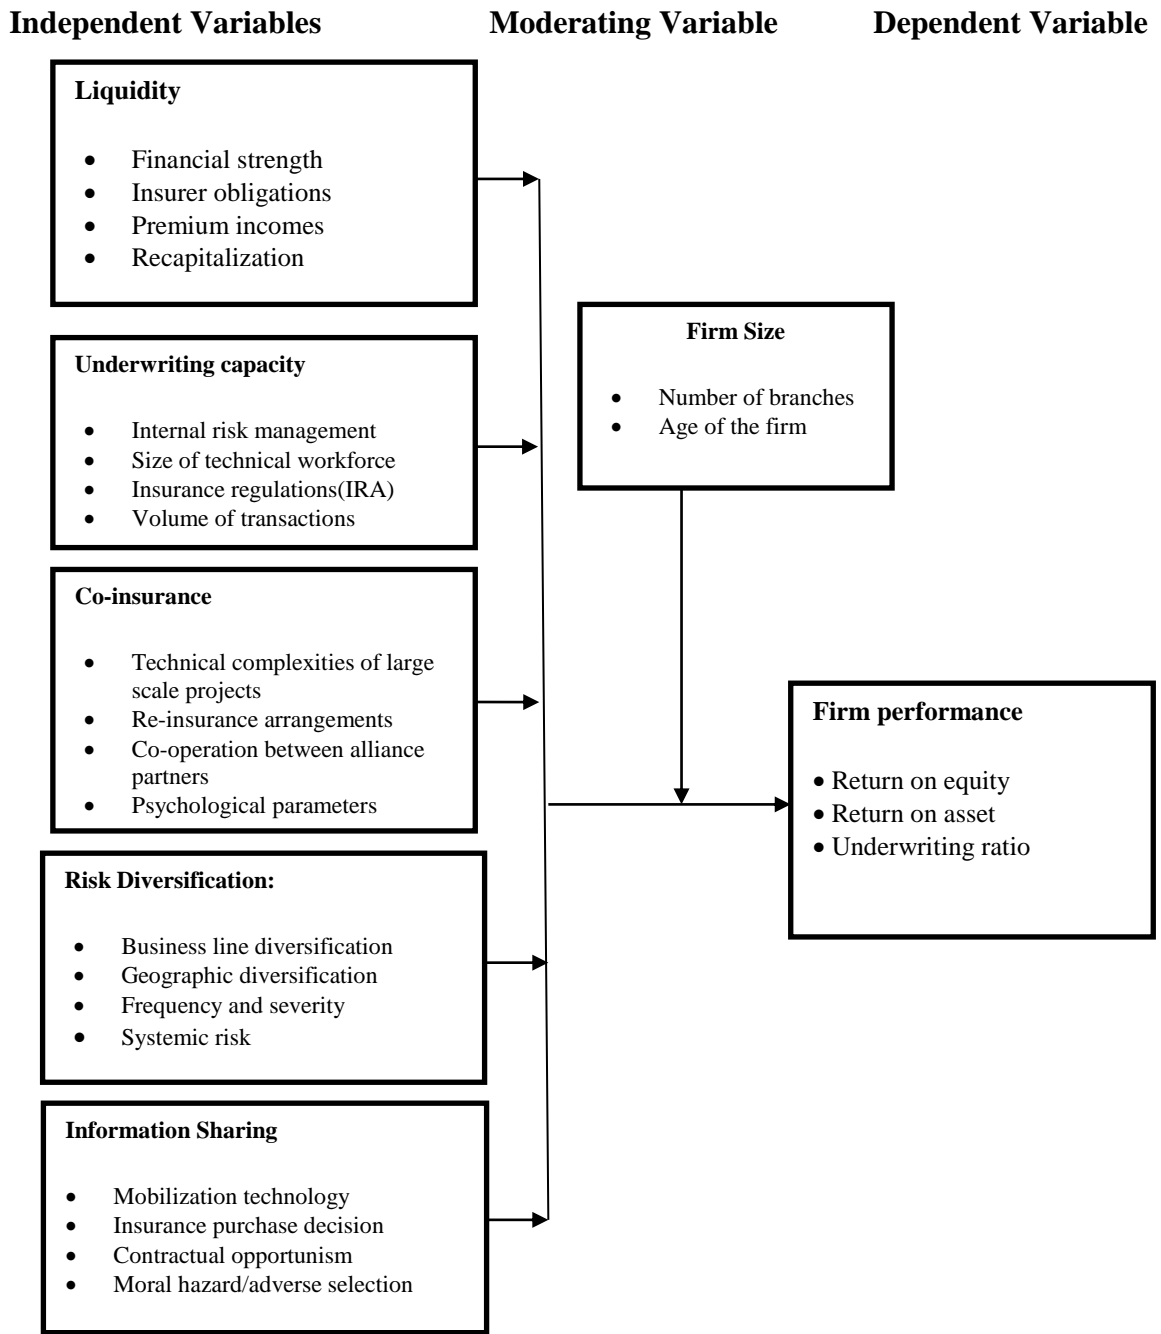 Independent Variables
Moderating Variable
Dependent Variable
Liquidity
• Financial strength
• Insurer obligations
• Premium incomes
• Recapitalization
Underwriting capacity
• Internal risk management
• Size of technical workforce
• Insurance regulations(IRA)
• Volume of transactions
Co-insurance
• Technical complexities of large
scale projects
• Re-insurance arrangements
• Co-operation between alliance
partners
• Psychological parameters
Risk Diversification:
• Business line diversification
• Geographic diversification
• Frequency and severity
• Systemic risk
Information Sharing
• Mobilization technology
• Insurance purchase decision
• Contractual opportunism
• Moral hazard/adverse selection
Firm Size
• Number of branches
• Age of the firm
Firm performance
• Return on equity
• Return on asset
• Underwriting ratio